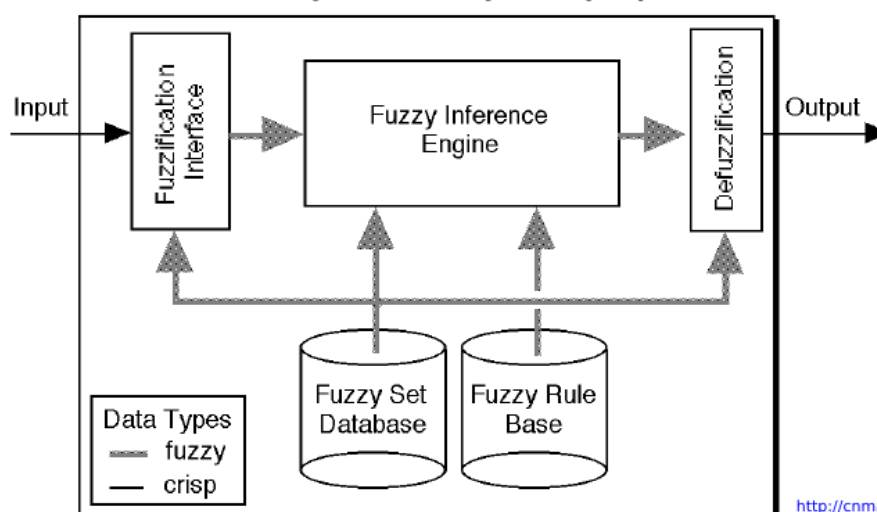 Input
Fuzzification
Interface
Fuzzy Inference
Engine
Defuzzification
Output
Fuzzy Set
Database
Fuzzy Rule
Base
Data Types
fuzzy
crisp
http://cnm